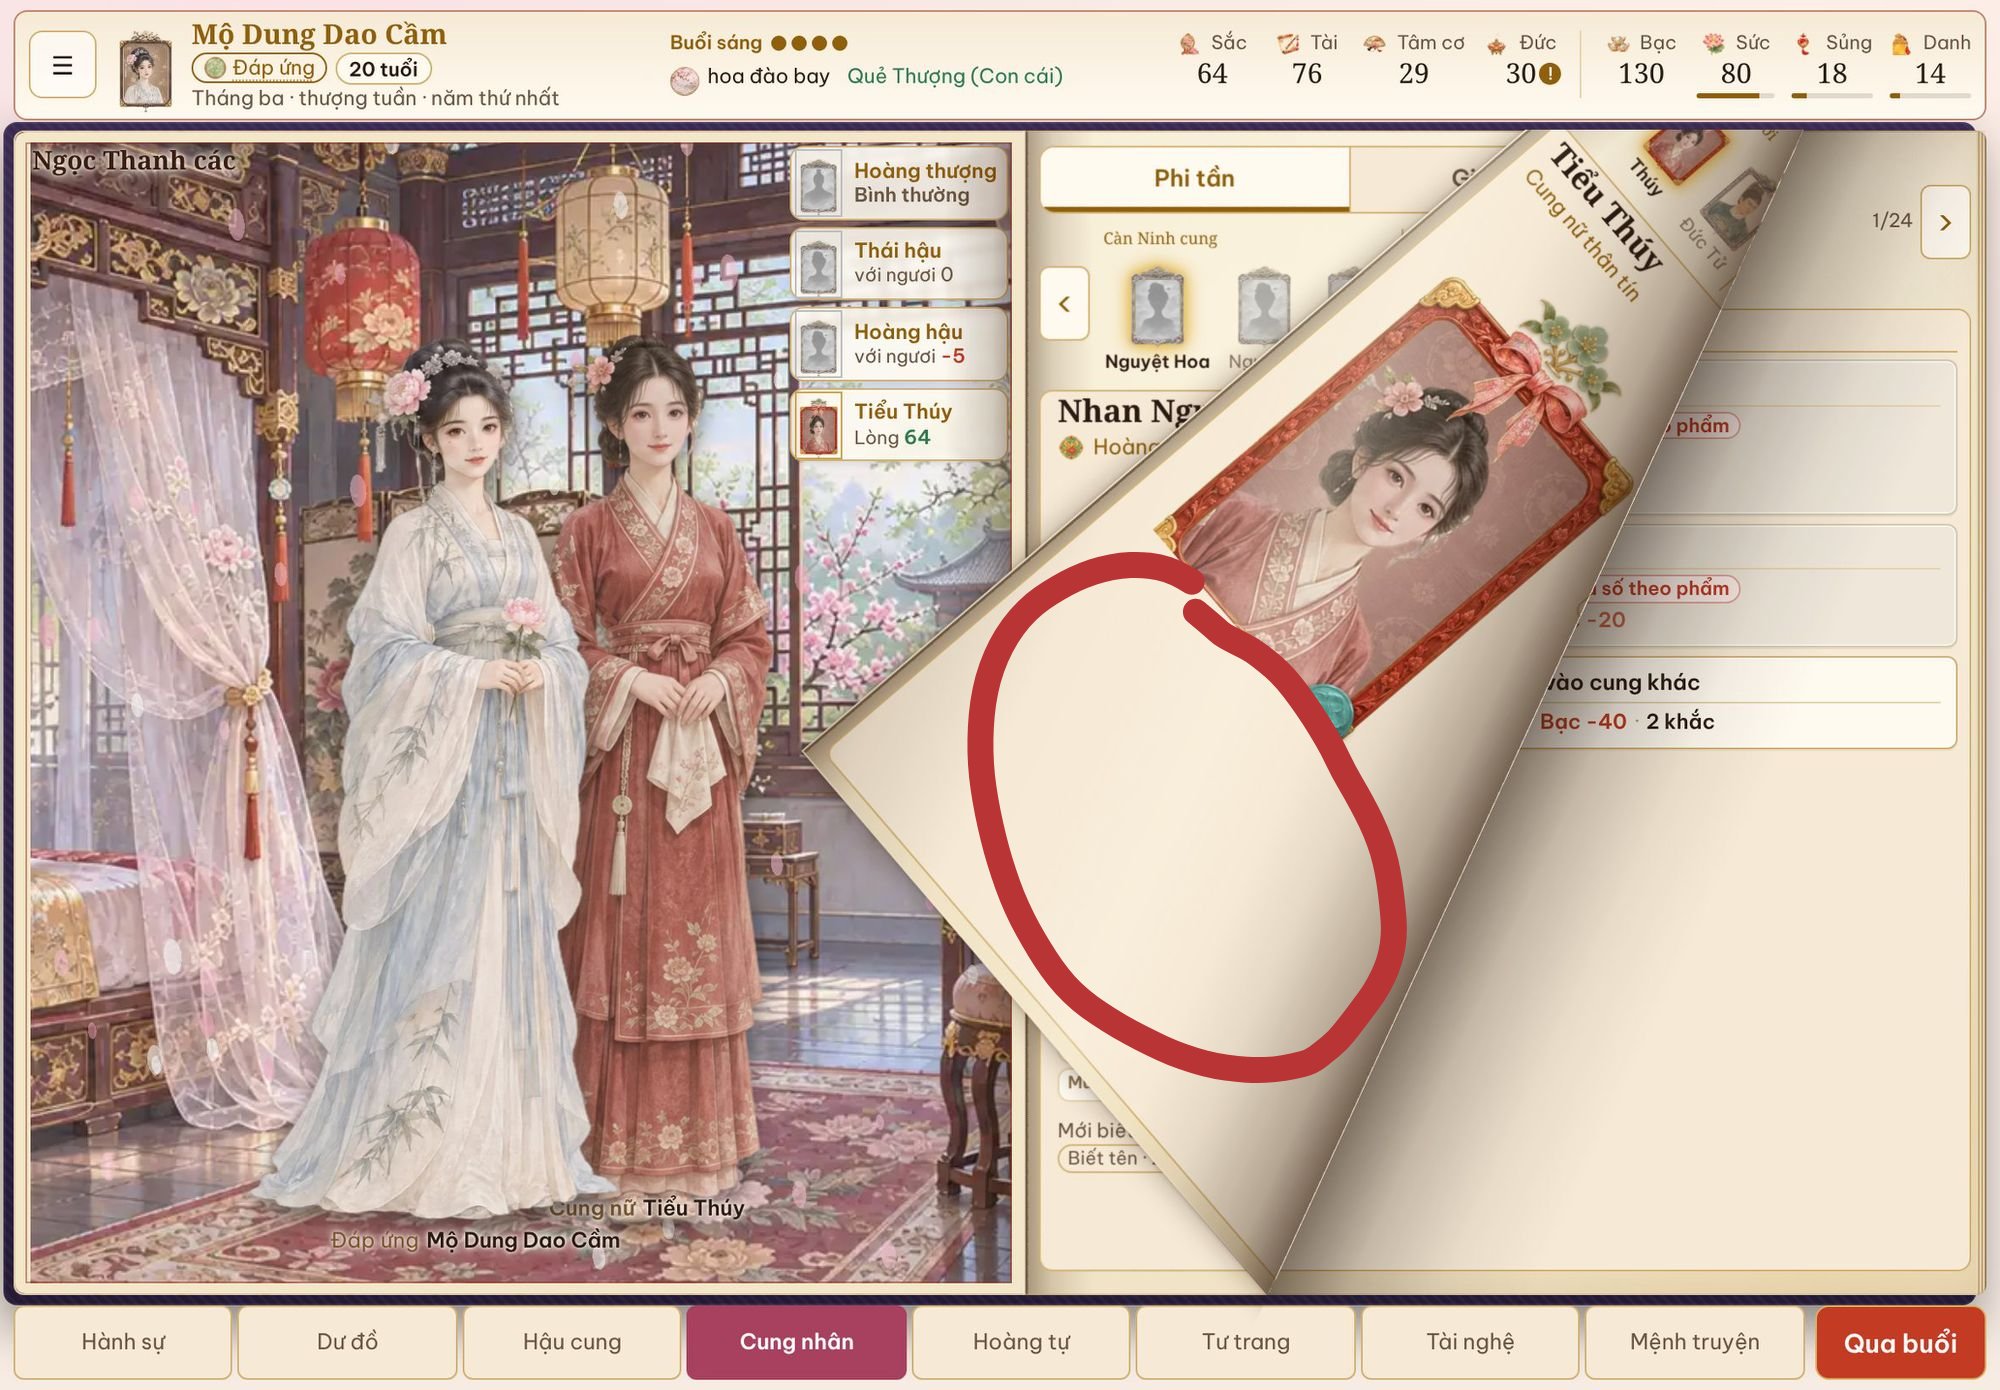 Mộ Dung Dao Cầm
Đáp ứng
20 tuổi
Tháng ba · thượng tuần · năm thứ nhất
Buổi sáng
hoa đào bay Quẻ Thượng (Con cái)
Sắc
64
Tài
76
Tâm cơ
29
Đức
30
Bạc
130
Sức
80
Sủng
18
Danh
14
Ngọc Thanh các
Hoàng thượng
Bình thường
Thái hậu
với ngươi 0
Hoàng hậu
với ngươi -5
Tiểu Thúy
Lòng 64
Cung nữ Tiểu Thúy
Đáp ứng Mộ Dung Dao Cầm
Phi tần
Càn Ninh cung
Nguyệt Hoa
Nhan
Mới
Biết tên ·
Tiểu Thúy
Cung nữ thân tín
Thúy
Đức Tử
1/24
phẩm
số theo phẩm
-20
vào cung khác
Bạc -40 · 2 khắc
Hành sự
Dư đồ
Hậu cung
Cung nhân
Hoàng tự
Tư trang
Tài nghệ
Mệnh truyện
Qua buổi